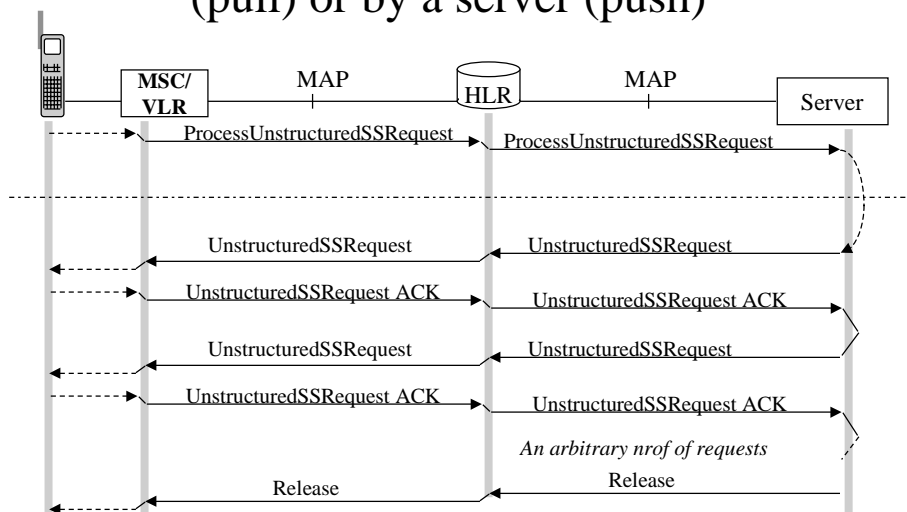 (pull) or by a server (push)
MSC/
VLR
MAP
HLR
MAP
Server
ProcessUnstructuredSSRequest
ProcessUnstructuredSSRequest
UnstructuredSSRequest
UnstructuredSSRequest
UnstructuredSSRequest ACK
UnstructuredSSRequest ACK
UnstructuredSSRequest
UnstructuredSSRequest
UnstructuredSSRequest ACK
UnstructuredSSRequest ACK
An arbitrary nrof of requests
Release
Release